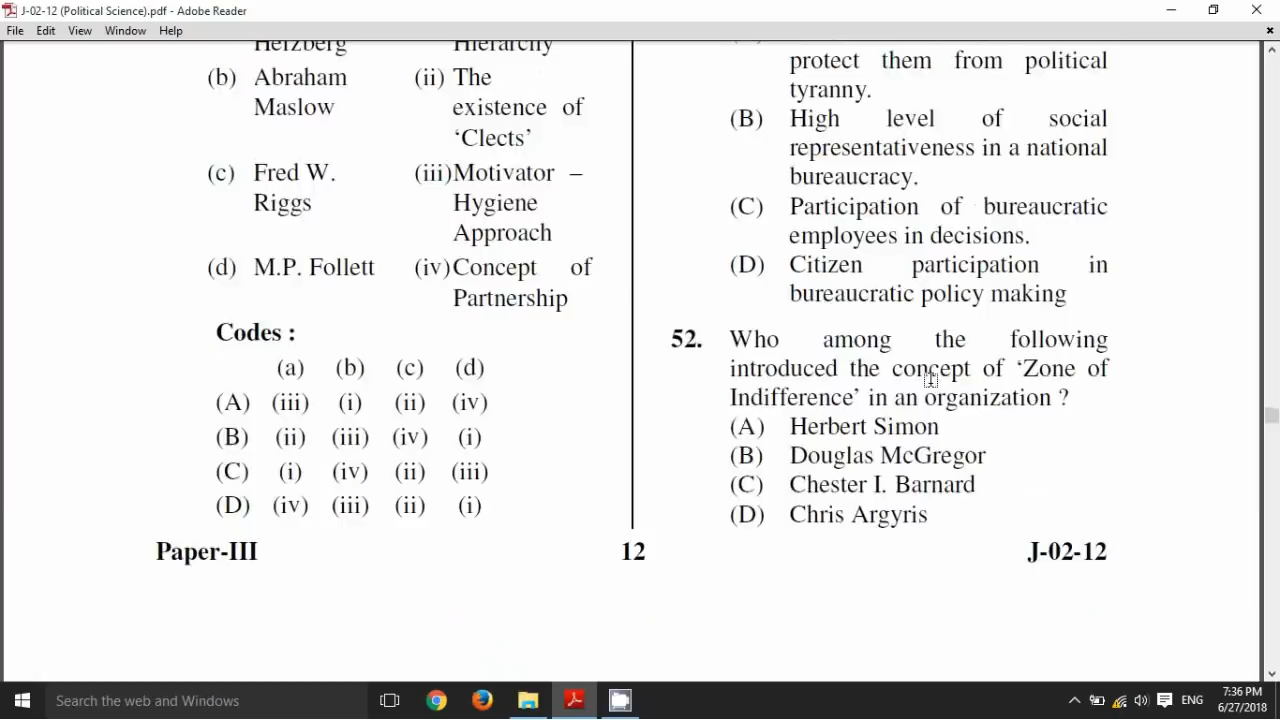 J-02-12 (Political Science).pdf - Adobe Reader
File Edit View Window Help
Herzberg Hierarchy
(b) Abraham (ii) The
Maslow existence of
‘Clects’
(c) Fred W. (iii) Motivator –
Riggs Hygiene
Approach
(d) M.P. Follett (iv) Concept of
Partnership
Codes :
(a) (b) (c) (d)
(A) (iii) (i) (ii) (iv)
(B) (ii) (iii) (iv) (i)
(C) (i) (iv) (ii) (iii)
(D) (iv) (iii) (ii) (i)
protect them from political
tyranny.
(B) High level of social
representativeness in a national
bureaucracy.
(C) Participation of bureaucratic
employees in decisions.
(D) Citizen participation in
bureaucratic policy making
52. Who among the following
introduced the concept of ‘Zone of
Indifference’ in an organization ?
(A) Herbert Simon
(B) Douglas McGregor
(C) Chester I. Barnard
(D) Chris Argyris
Paper-III 12 J-02-12
Search the web and Windows
ENG
7:36 PM
6/27/2018